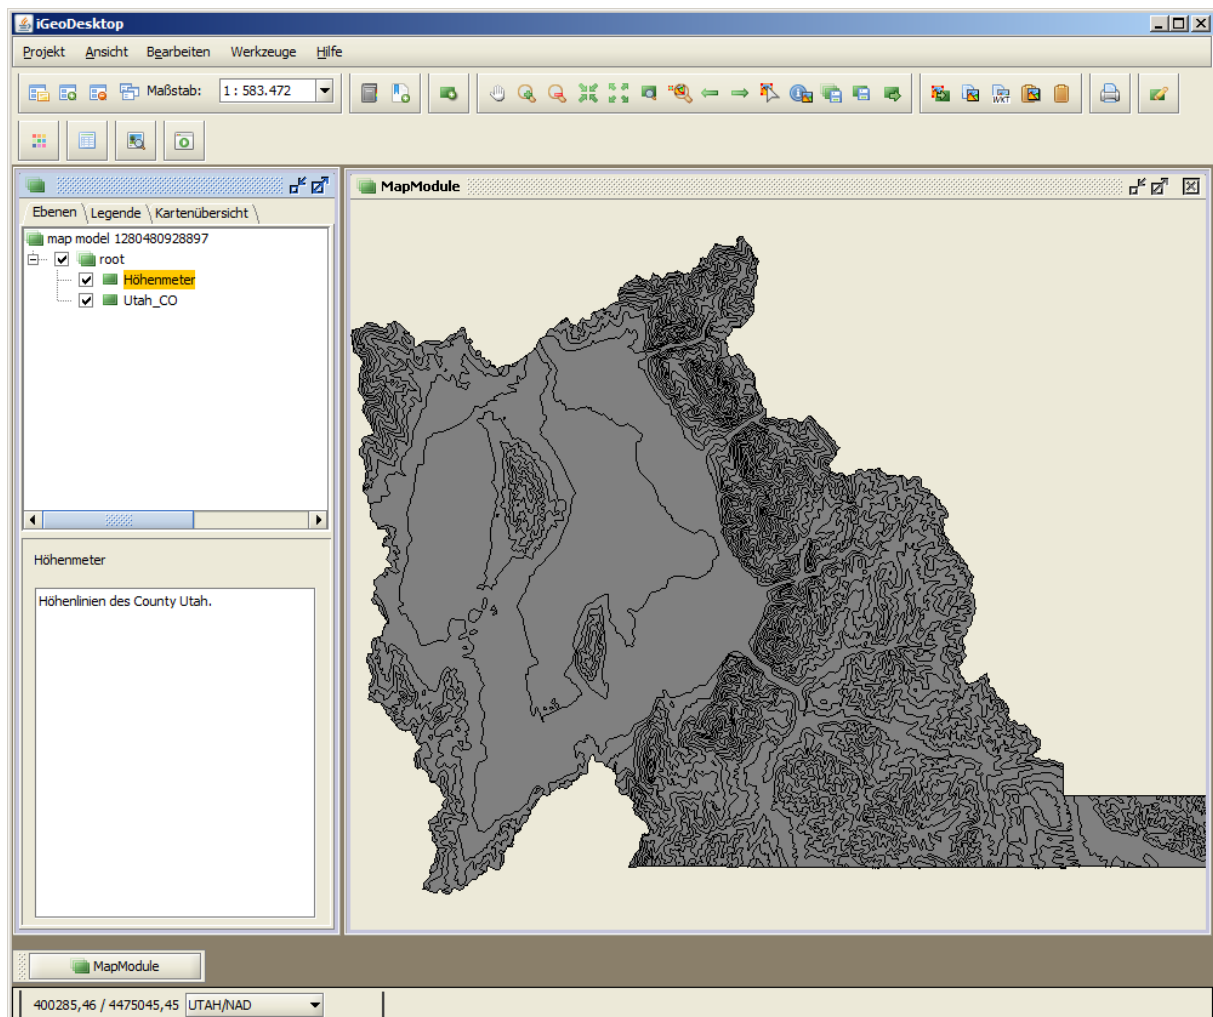 iGeoDesktop
Projekt Ansicht Bearbeiten Werkzeuge Hilfe
Maßstab: 1 : 583.472
WKT
MapModule
Ebenen Legende Kartenübersicht
map model 1280480928897
root
Höhenmeter
Utah_CO
Höhenmeter
Höhenlinien des County Utah.
MapModule
400285,46 / 4475045,45 UTAH/NAD